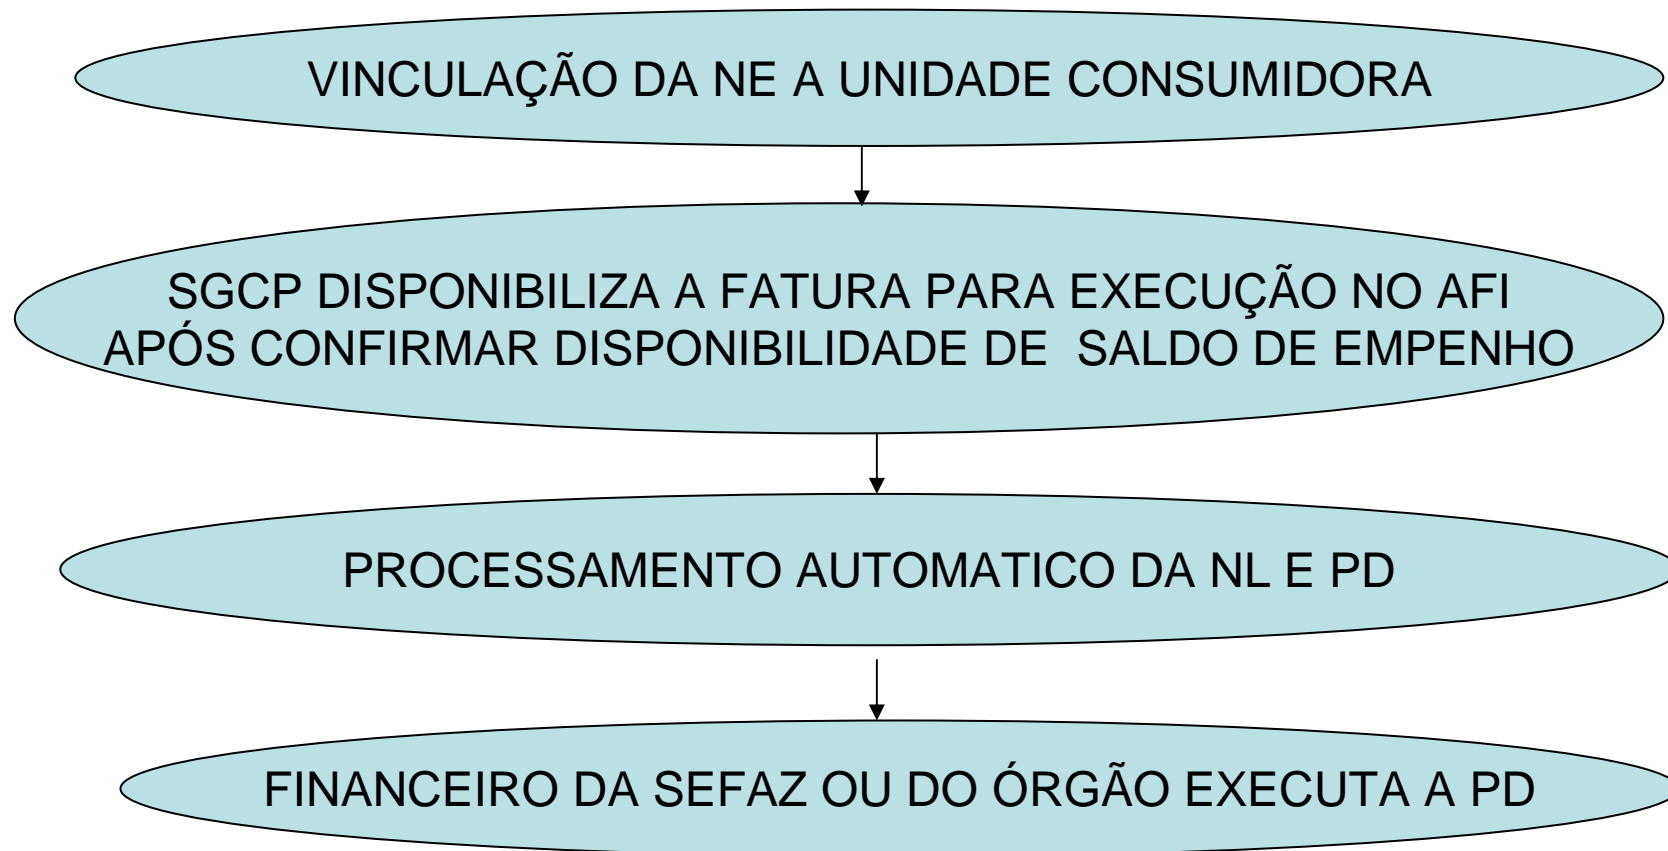 VINCULAÇÃO DA NE A UNIDADE CONSUMIDORA
SGCP DISPONIBILIZA A FATURA PARA EXECUÇÃO NO AFI
APÓS CONFIRMAR DISPONIBILIDADE DE SALDO DE EMPENHO
PROCESSAMENTO AUTOMATICO DA NL E PD
FINANCEIRO DA SEFAZ OU DO ÓRGÃO EXECUTA A PD